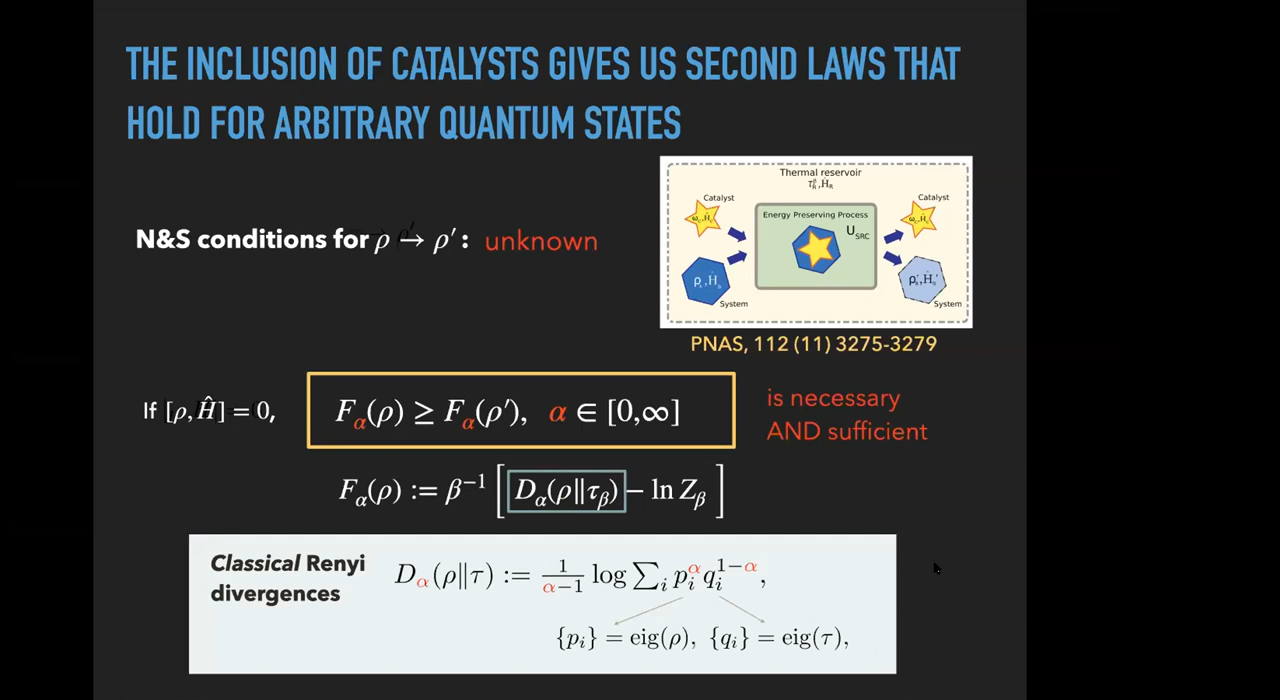 THE INCLUSION OF CATALYSTS GIVES US SECOND LAWS THAT
HOLD FOR ARBITRARY QUANTUM STATES
Thermal reservoir
Catalyst
Catalyst
Energy Preserving Process
U_SRC
System
System
N&S conditions for ρ → ρ′ : unknown
PNAS, 112 (11) 3275-3279
If [ρ, Ĥ] = 0,
F_α(ρ) ≥ F_α(ρ′), α ∈ [0,∞]
is necessary
AND sufficient
F_α(ρ) := β⁻¹ [ D_α(ρ‖τ_β) − ln Z_β ]
Classical Renyi
divergences
D_α(ρ‖τ) := 1/(α−1) log ∑_i p_i^α q_i^{1−α},
{p_i} = eig(ρ), {q_i} = eig(τ),